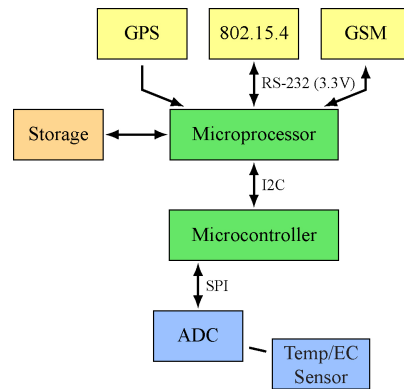 GPS
802.15.4
GSM
RS-232 (3.3V)
Storage
Microprocessor
I2C
Microcontroller
SPI
ADC
Temp/EC
Sensor